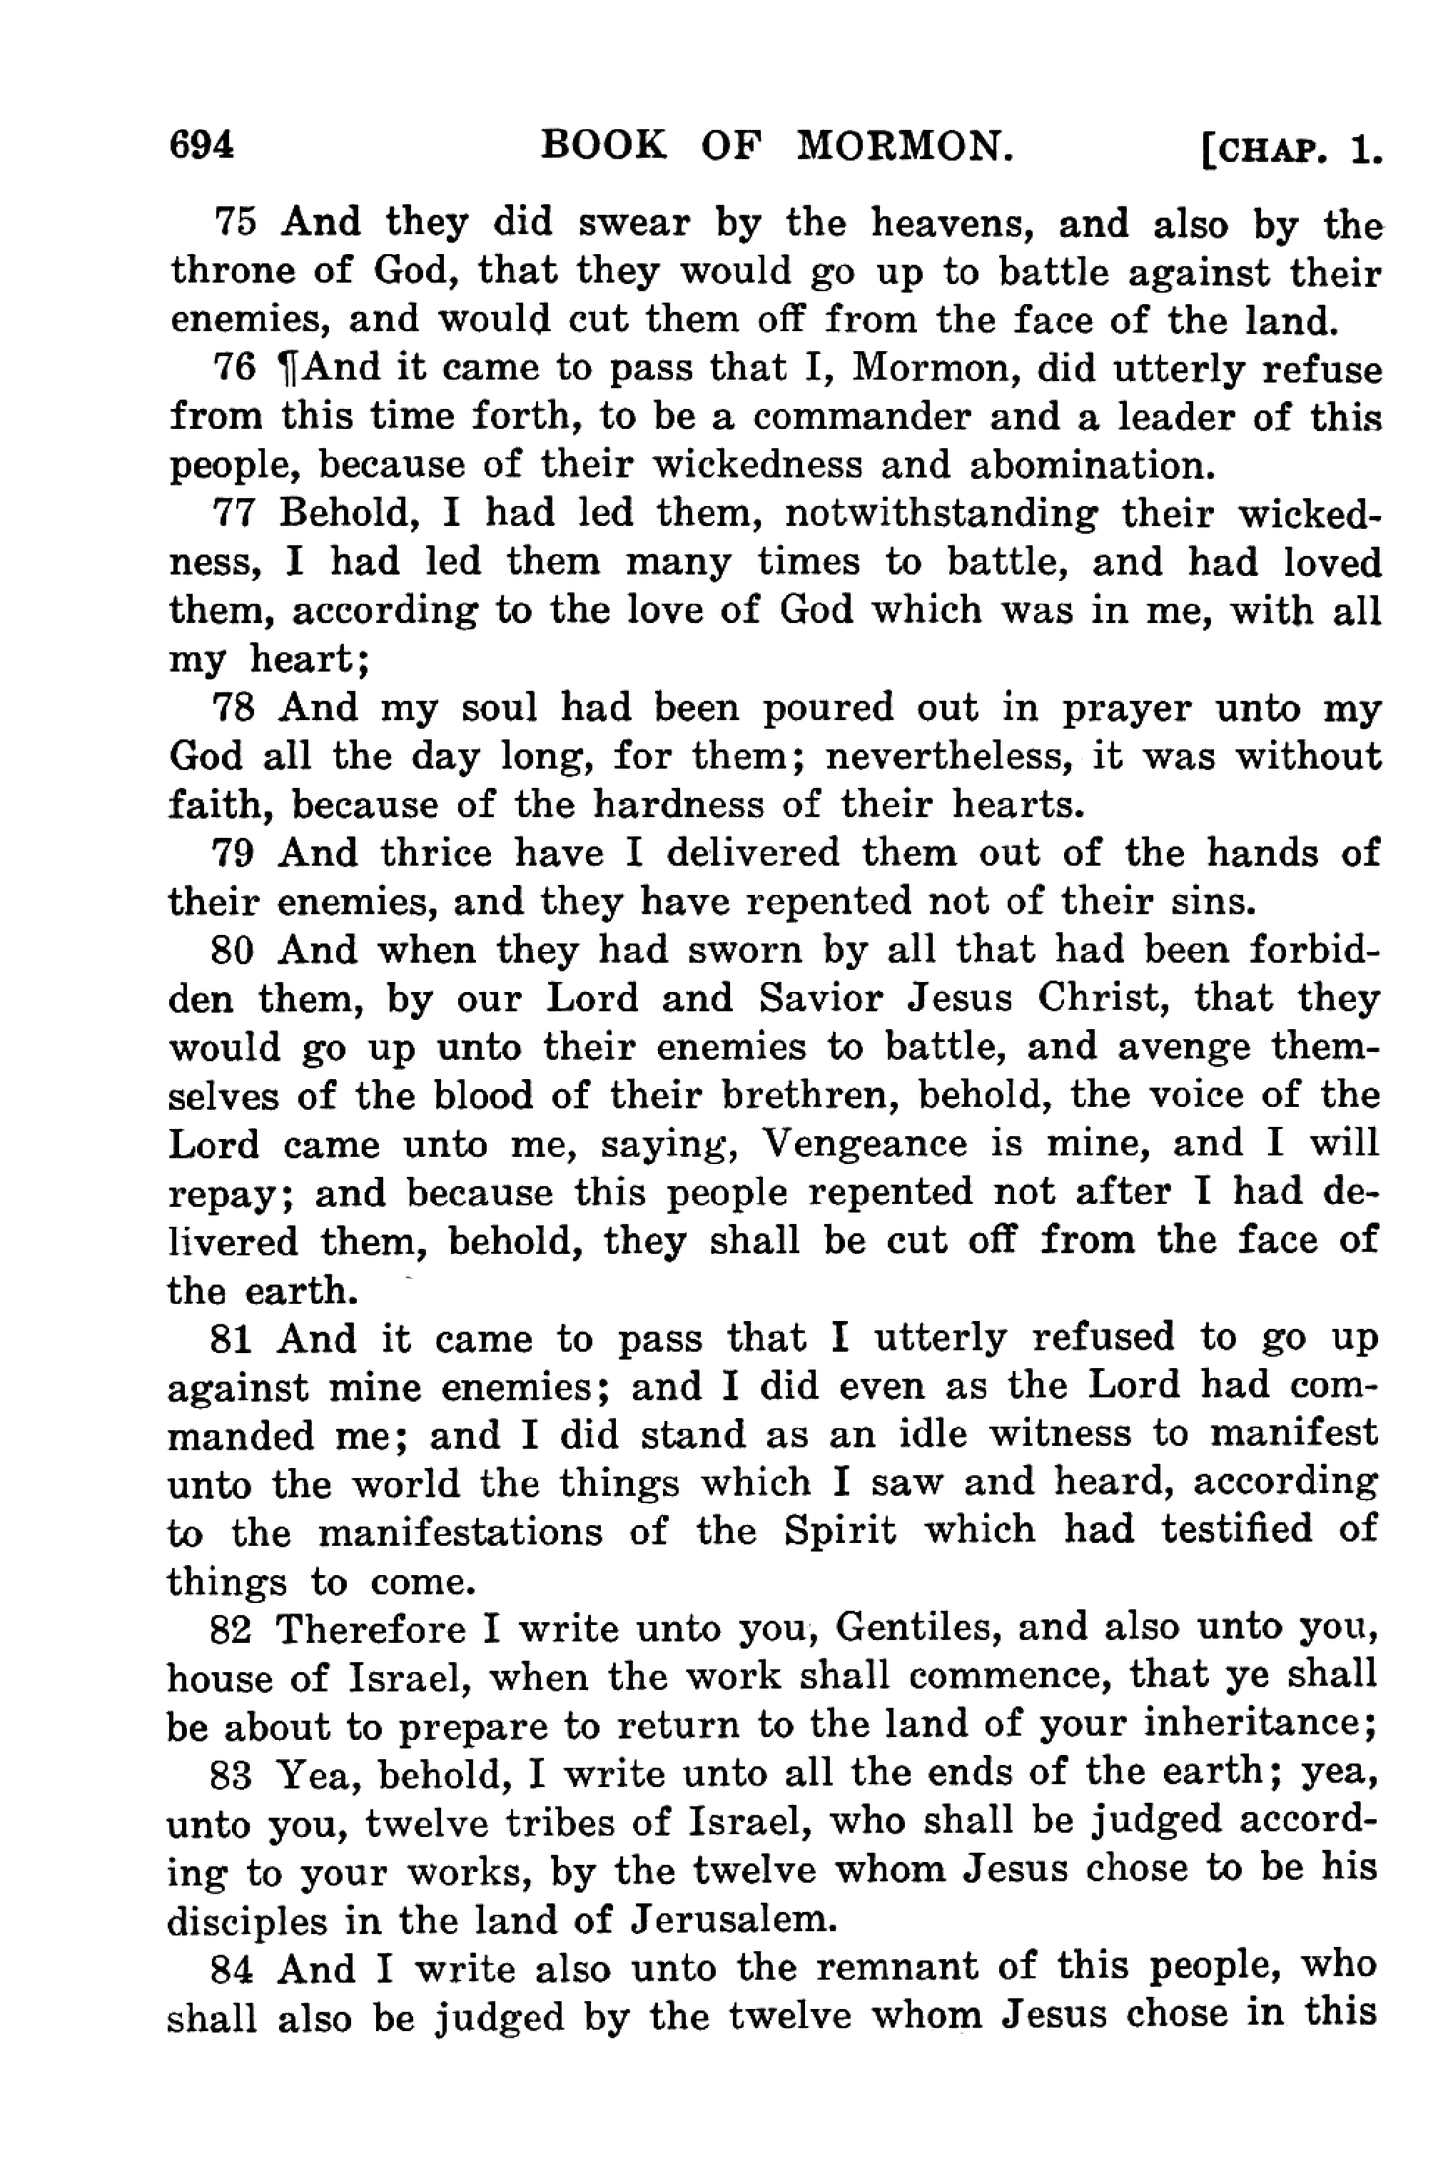 694 BOOK OF MORMON. [CHAP. 1.
75 And they did swear by the heavens, and also by the
throne of God, that they would go up to battle against their
enemies, and would cut them off from the face of the land.
76 ¶And it came to pass that I, Mormon, did utterly refuse
from this time forth, to be a commander and a leader of this
people, because of their wickedness and abomination.
77 Behold, I had led them, notwithstanding their wicked-
ness, I had led them many times to battle, and had loved
them, according to the love of God which was in me, with all
my heart;
78 And my soul had been poured out in prayer unto my
God all the day long, for them; nevertheless, it was without
faith, because of the hardness of their hearts.
79 And thrice have I delivered them out of the hands of
their enemies, and they have repented not of their sins.
80 And when they had sworn by all that had been forbid-
den them, by our Lord and Savior Jesus Christ, that they
would go up unto their enemies to battle, and avenge them-
selves of the blood of their brethren, behold, the voice of the
Lord came unto me, saying, Vengeance is mine, and I will
repay; and because this people repented not after I had de-
livered them, behold, they shall be cut off from the face of
the earth.
81 And it came to pass that I utterly refused to go up
against mine enemies; and I did even as the Lord had com-
manded me; and I did stand as an idle witness to manifest
unto the world the things which I saw and heard, according
to the manifestations of the Spirit which had testified of
things to come.
82 Therefore I write unto you, Gentiles, and also unto you,
house of Israel, when the work shall commence, that ye shall
be about to prepare to return to the land of your inheritance;
83 Yea, behold, I write unto all the ends of the earth; yea,
unto you, twelve tribes of Israel, who shall be judged accord-
ing to your works, by the twelve whom Jesus chose to be his
disciples in the land of Jerusalem.
84 And I write also unto the remnant of this people, who
shall also be judged by the twelve whom Jesus chose in this